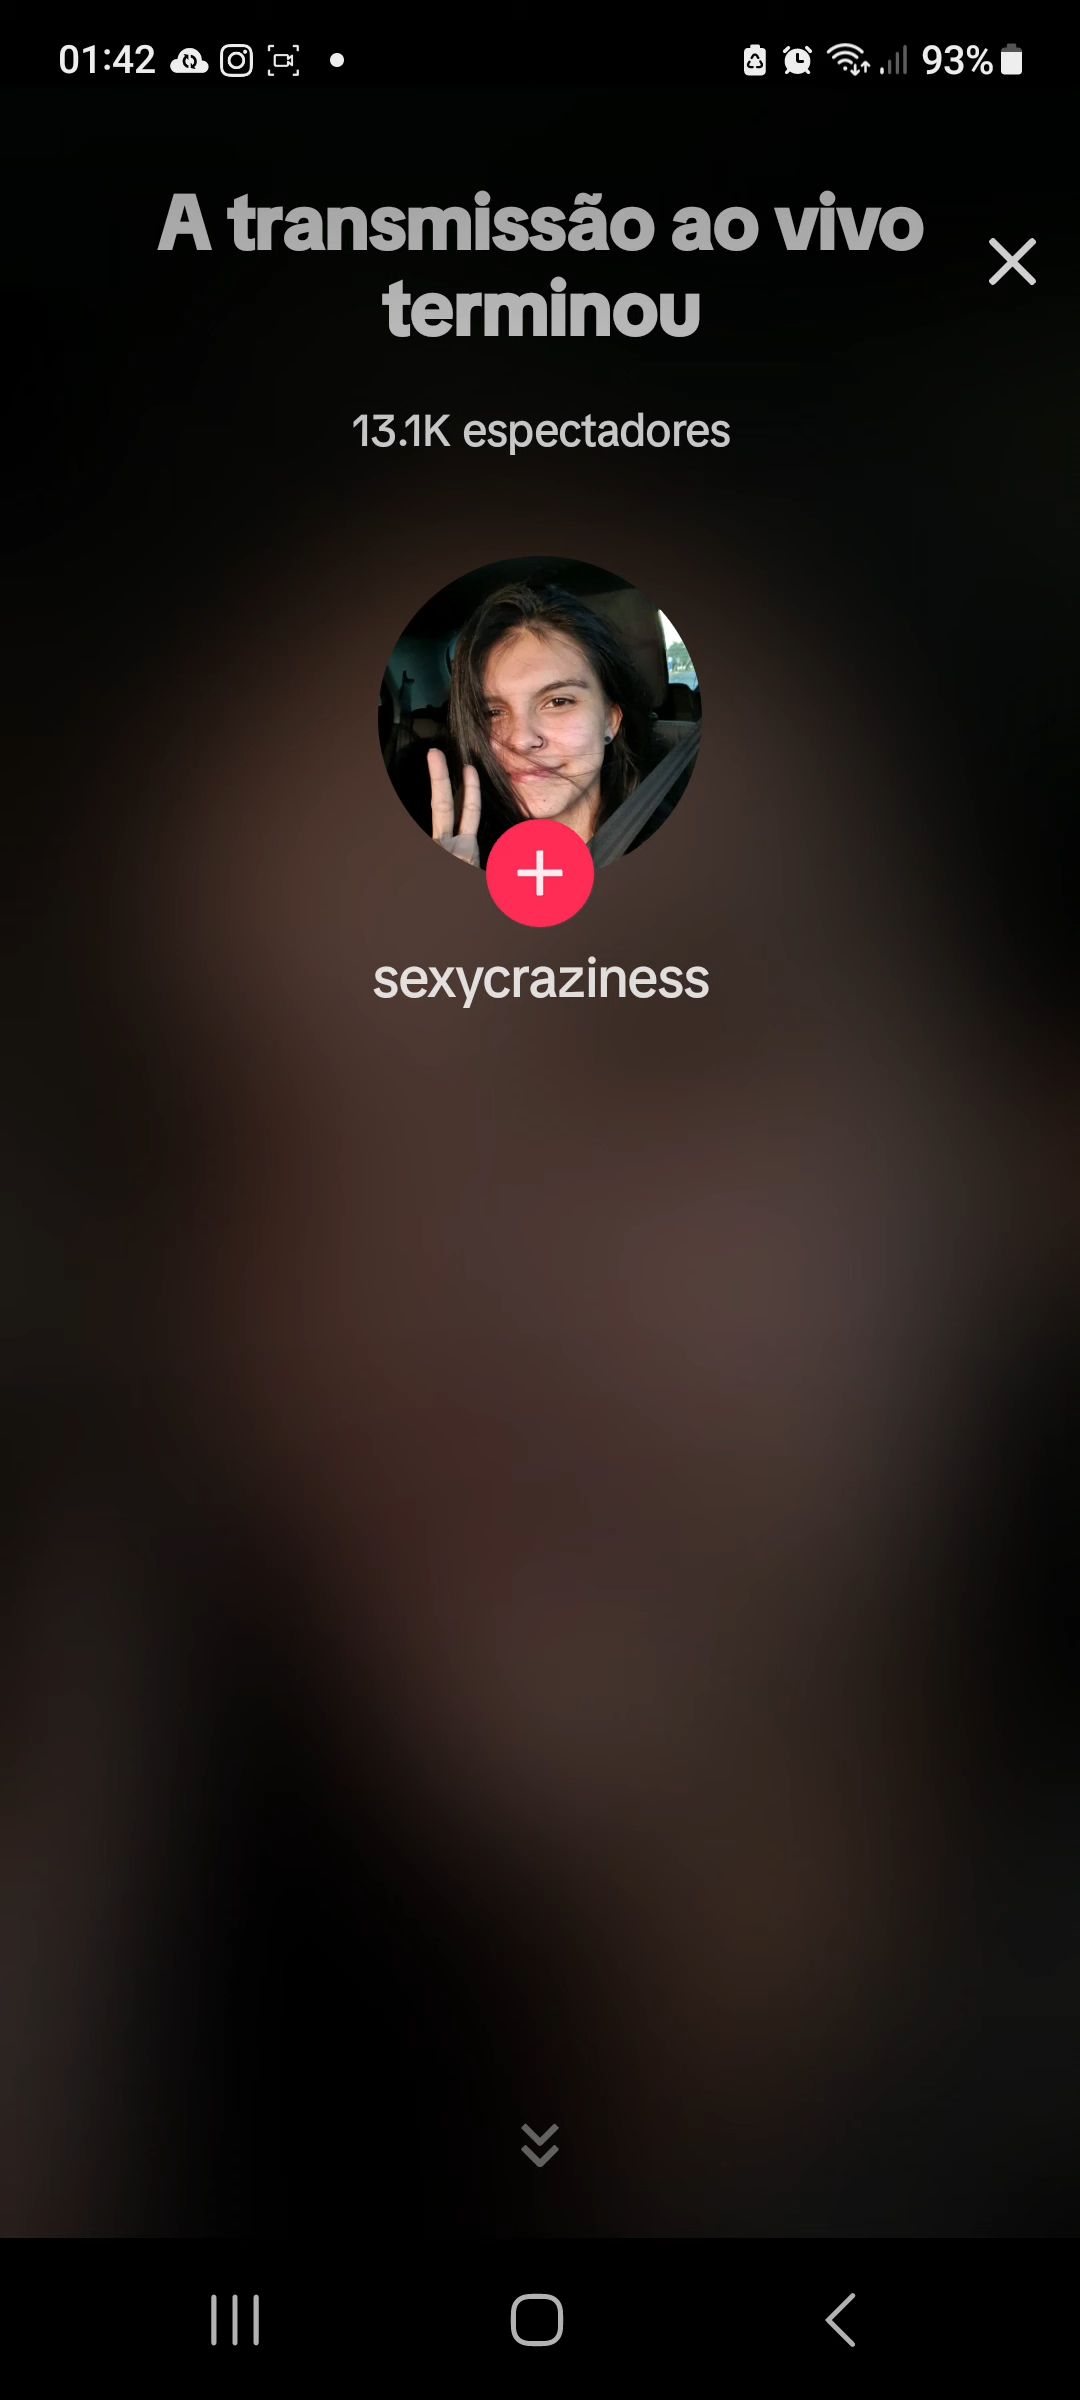 01:42
93%
A transmissão ao vivo
terminou
13.1K espectadores
sexycraziness